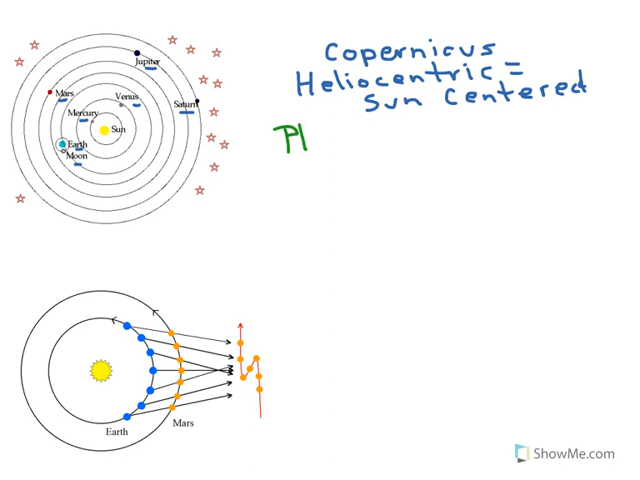 Copernicus
Heliocentric =
Sun Centered
Pl
Jupiter
Mars
Venus
Saturn
Mercury
Sun
Earth
Moon
Earth
Mars
ShowMe.com